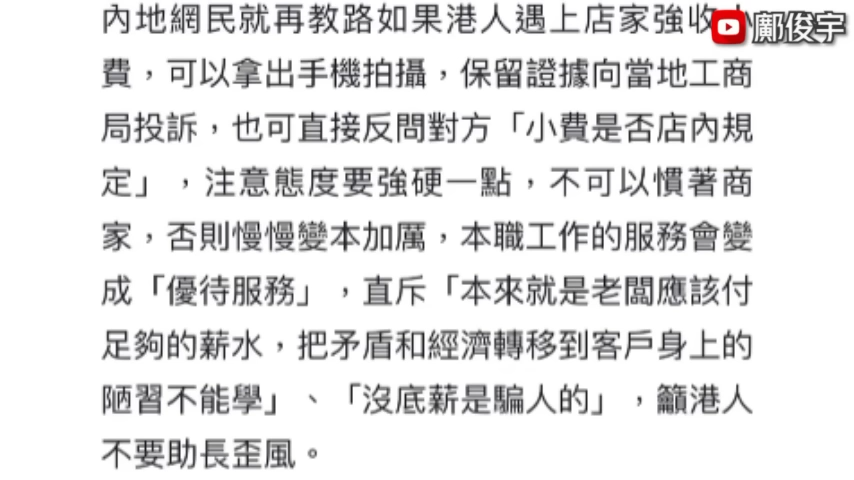 內地網民就再教路如果港人遇上店家強收小
費，可以拿出手機拍攝，保留證據向當地工商
局投訴，也可直接反問對方「小費是否店內規
定」，注意態度要強硬一點，不可以慣著商
家，否則慢慢變本加厲，本職工作的服務會變
成「優待服務」，直斥「本來就是老闆應該付
足夠的薪水，把矛盾和經濟轉移到客戶身上的
陋習不能學」、「沒底薪是騙人的」，籲港人
不要助長歪風。
鄺俊宇